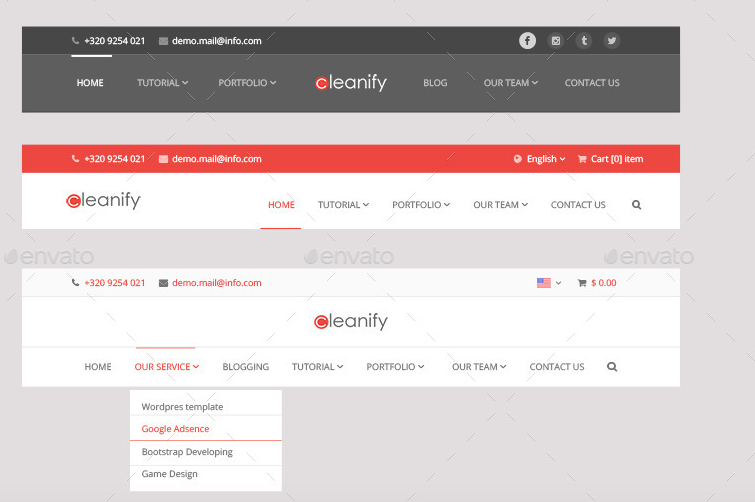 +320 9254 021 demo.mail@info.com f t
HOME TUTORIAL PORTFOLIO cleanify BLOG OUR TEAM CONTACT US
+320 9254 021 demo.mail@info.com English Cart [0] item
cleanify HOME TUTORIAL PORTFOLIO OUR TEAM CONTACT US
envato envato envato
+320 9254 021 demo.mail@info.com $ 0.00
cleanify
HOME OUR SERVICE BLOGGING TUTORIAL PORTFOLIO OUR TEAM CONTACT US
Wordpres template
Google Adsence
Bootstrap Developing
Game Design